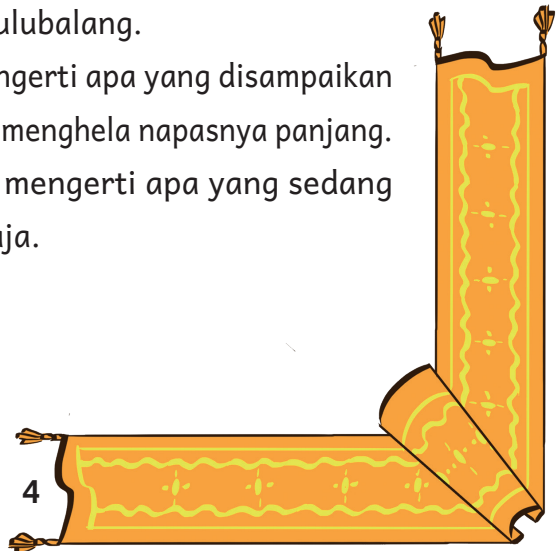 ulubalang.
ngerti apa yang disampaikan
menghela napasnya panjang.
mengerti apa yang sedang
ja.
4